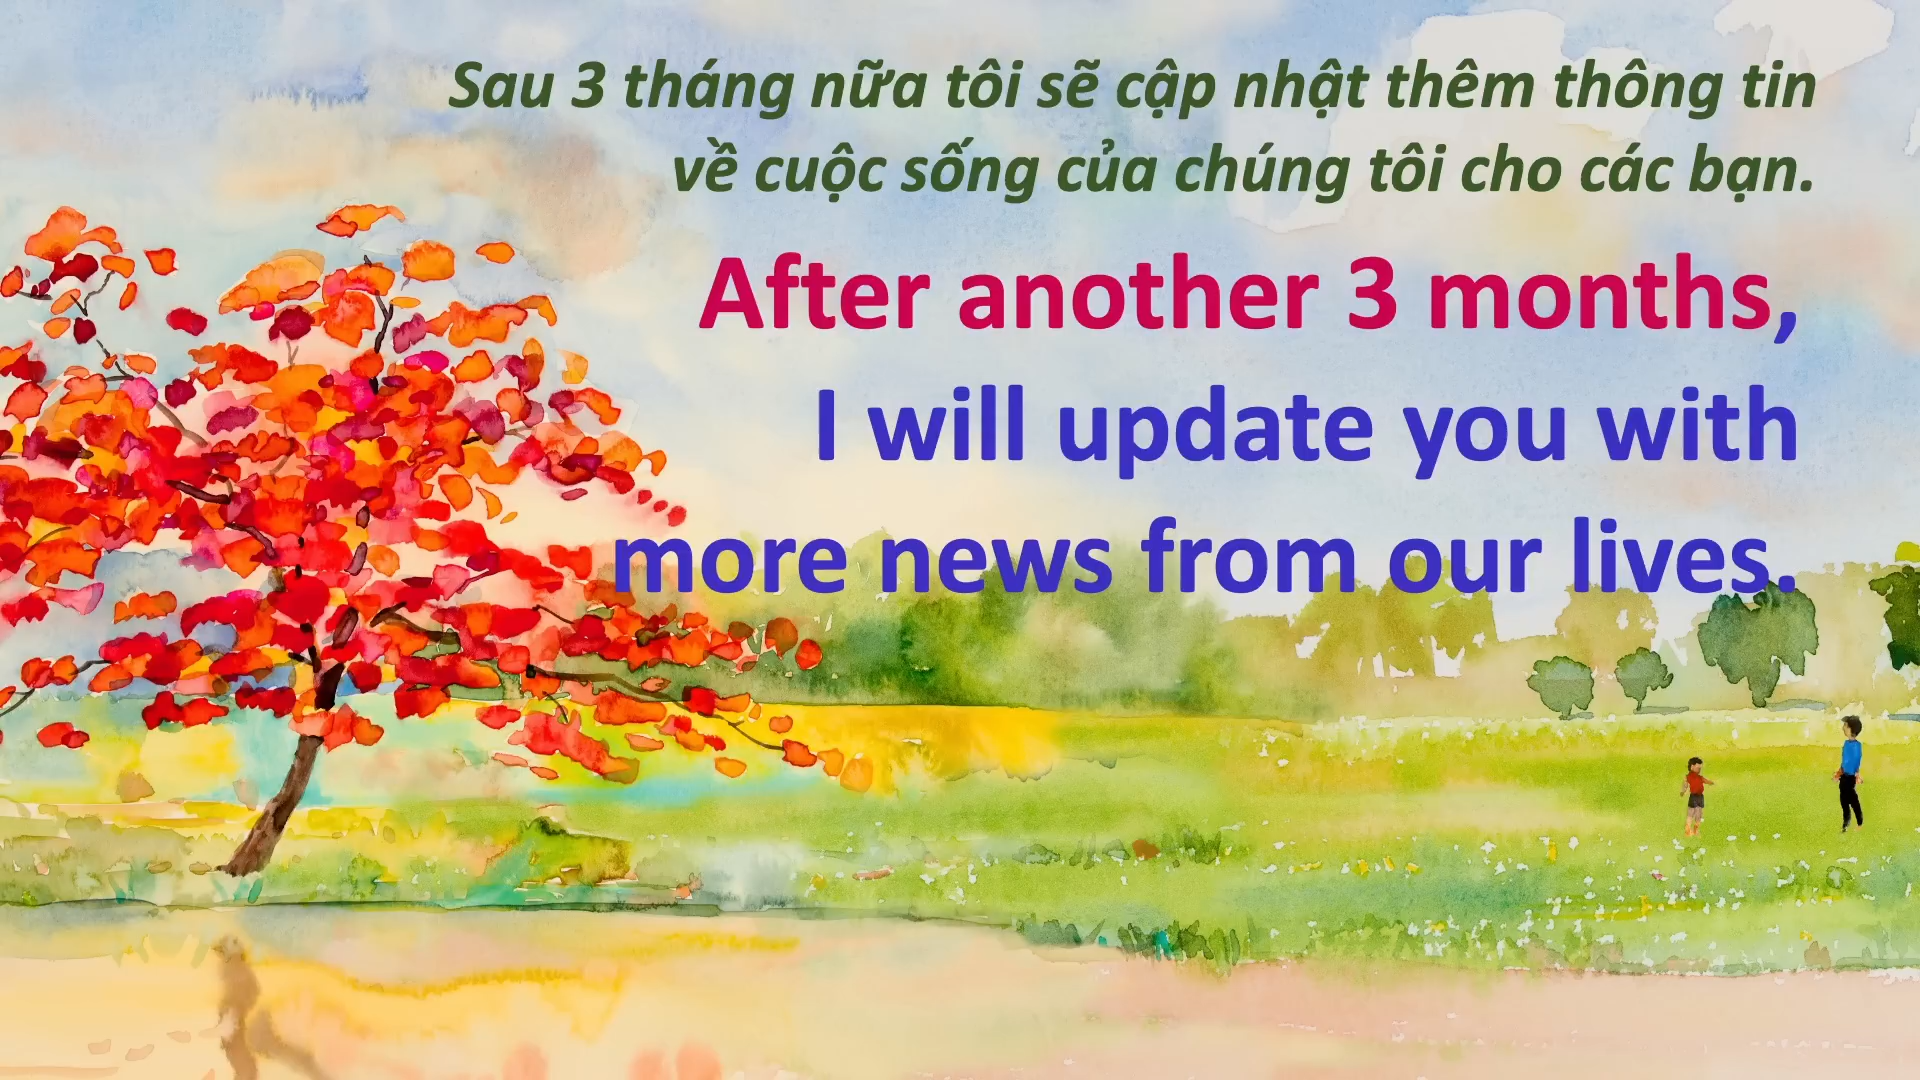 Sau 3 tháng nữa tôi sẽ cập nhật thêm thông tin
về cuộc sống của chúng tôi cho các bạn.
After another 3 months,
I will update you with
more news from our lives.